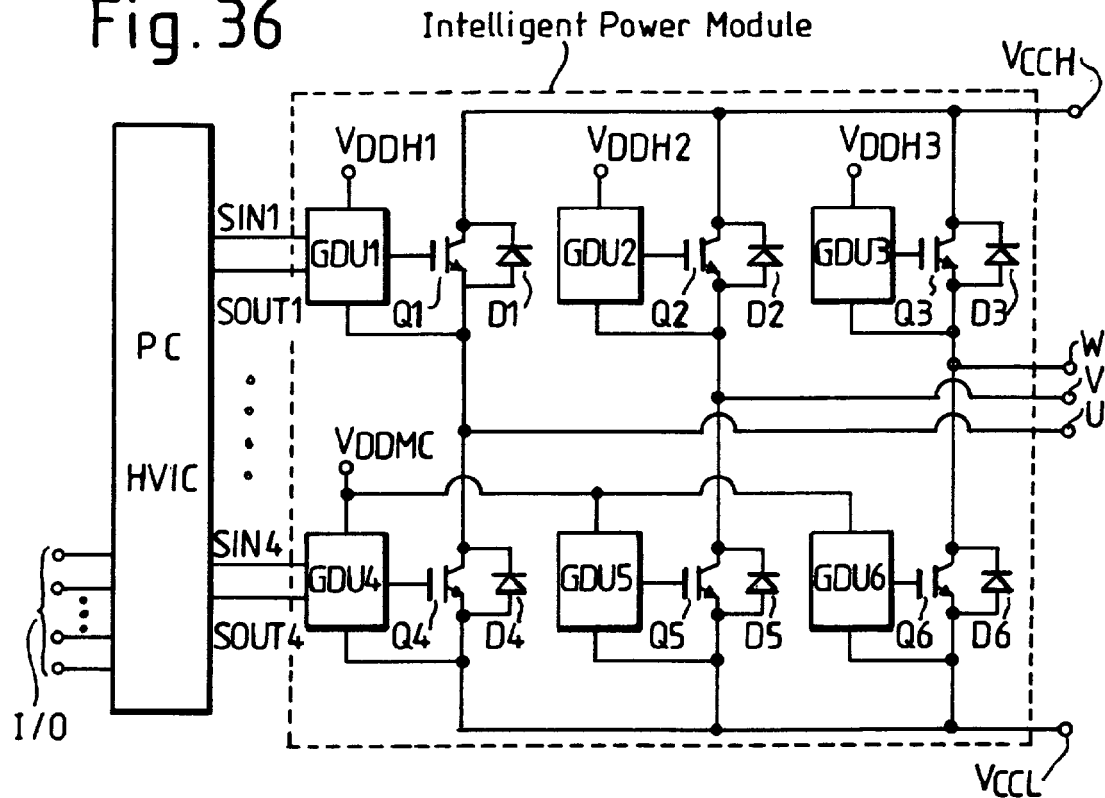 Fig. 36
Intelligent Power Module
VCCH
VDDH1
VDDH2
VDDH3
SIN1
GDU1
GDU2
GDU3
SOUT1
Q1
D1
Q2
D2
Q3
D3
PC
HVIC
W
V
U
VDDMC
SIN4
GDU4
GDU5
GDU6
SOUT4
Q4
D4
Q5
D5
Q6
D6
I/O
VCCL